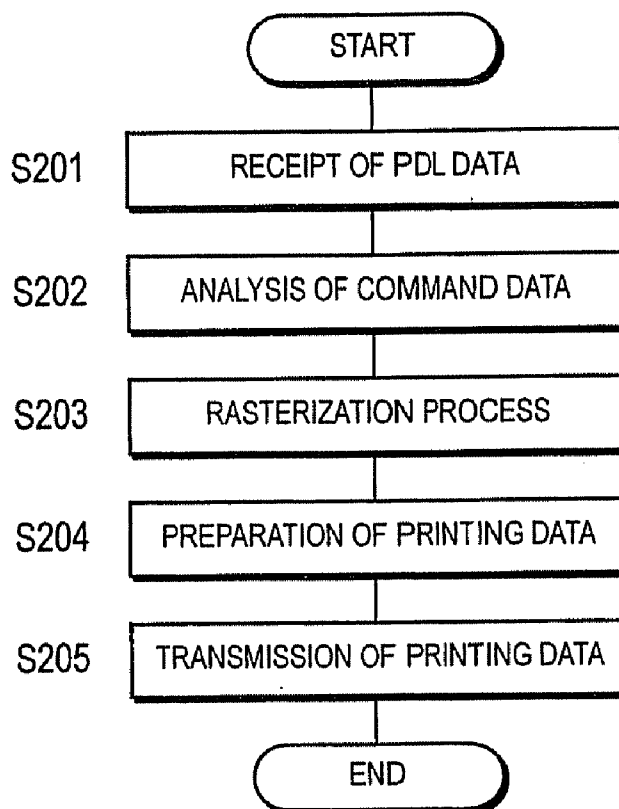 START
S201 RECEIPT OF PDL DATA
S202 ANALYSIS OF COMMAND DATA
S203 RASTERIZATION PROCESS
S204 PREPARATION OF PRINTING DATA
S205 TRANSMISSION OF PRINTING DATA
END